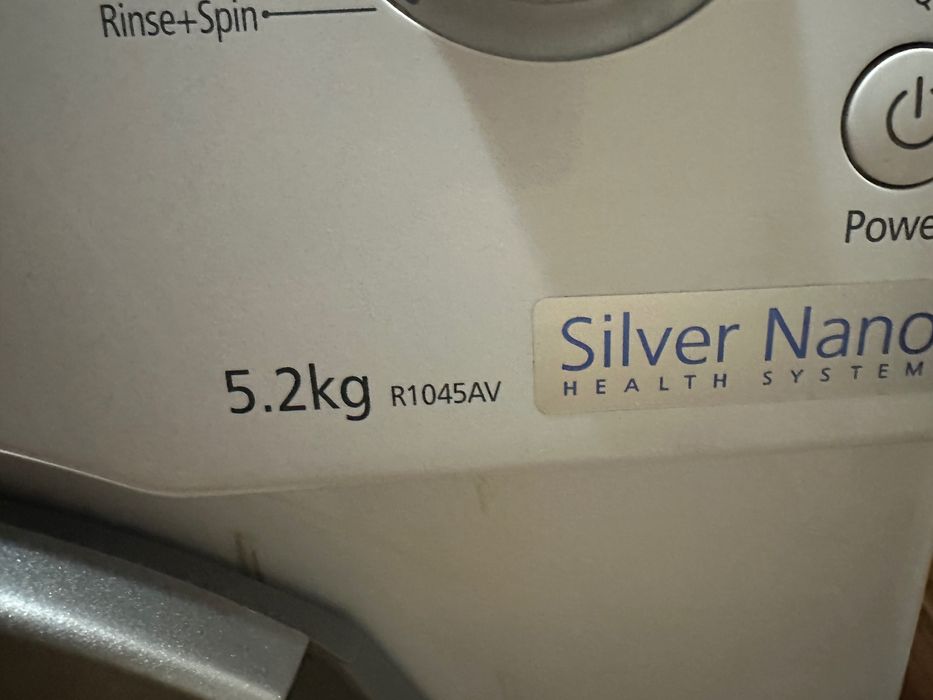 Rinse+Spin
Powe
Silver Nano
HEALTH SYSTEM
5.2kg R1045AV